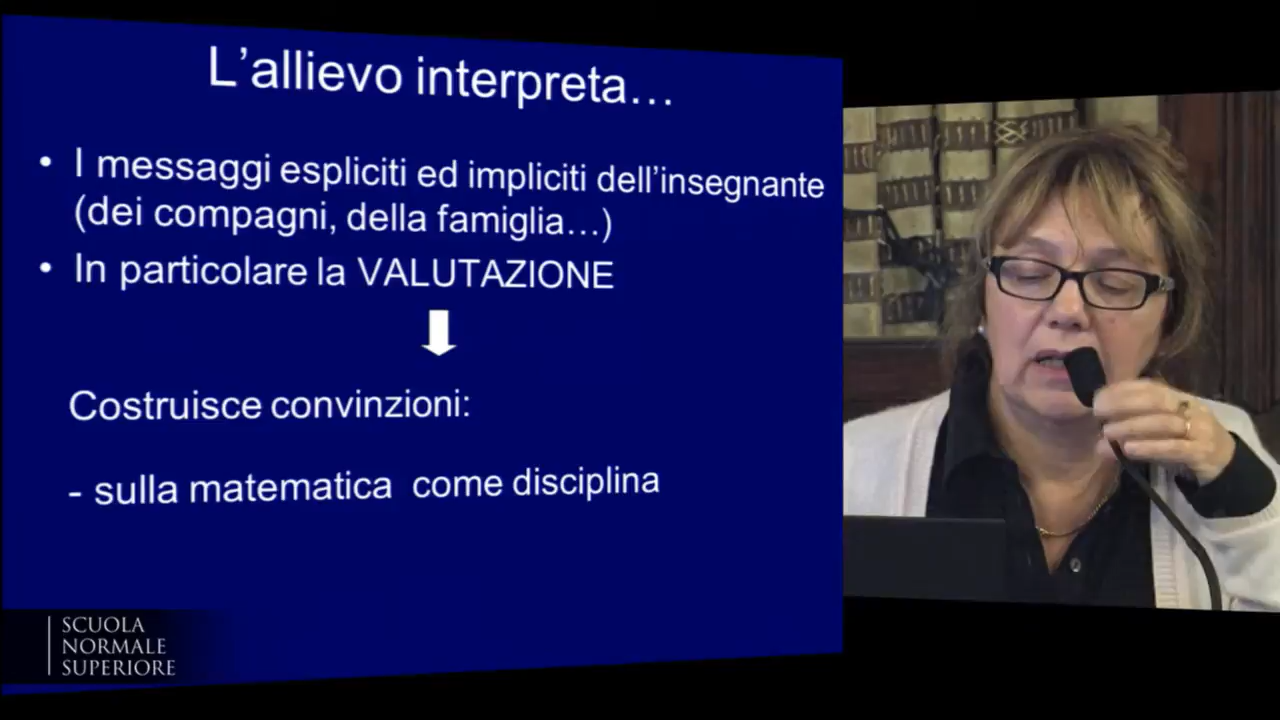 L'allievo interpreta…
• I messaggi espliciti ed impliciti dell'insegnante
(dei compagni, della famiglia…)
• In particolare la VALUTAZIONE
Costruisce convinzioni:
- sulla matematica come disciplina
SCUOLA
NORMALE
SUPERIORE